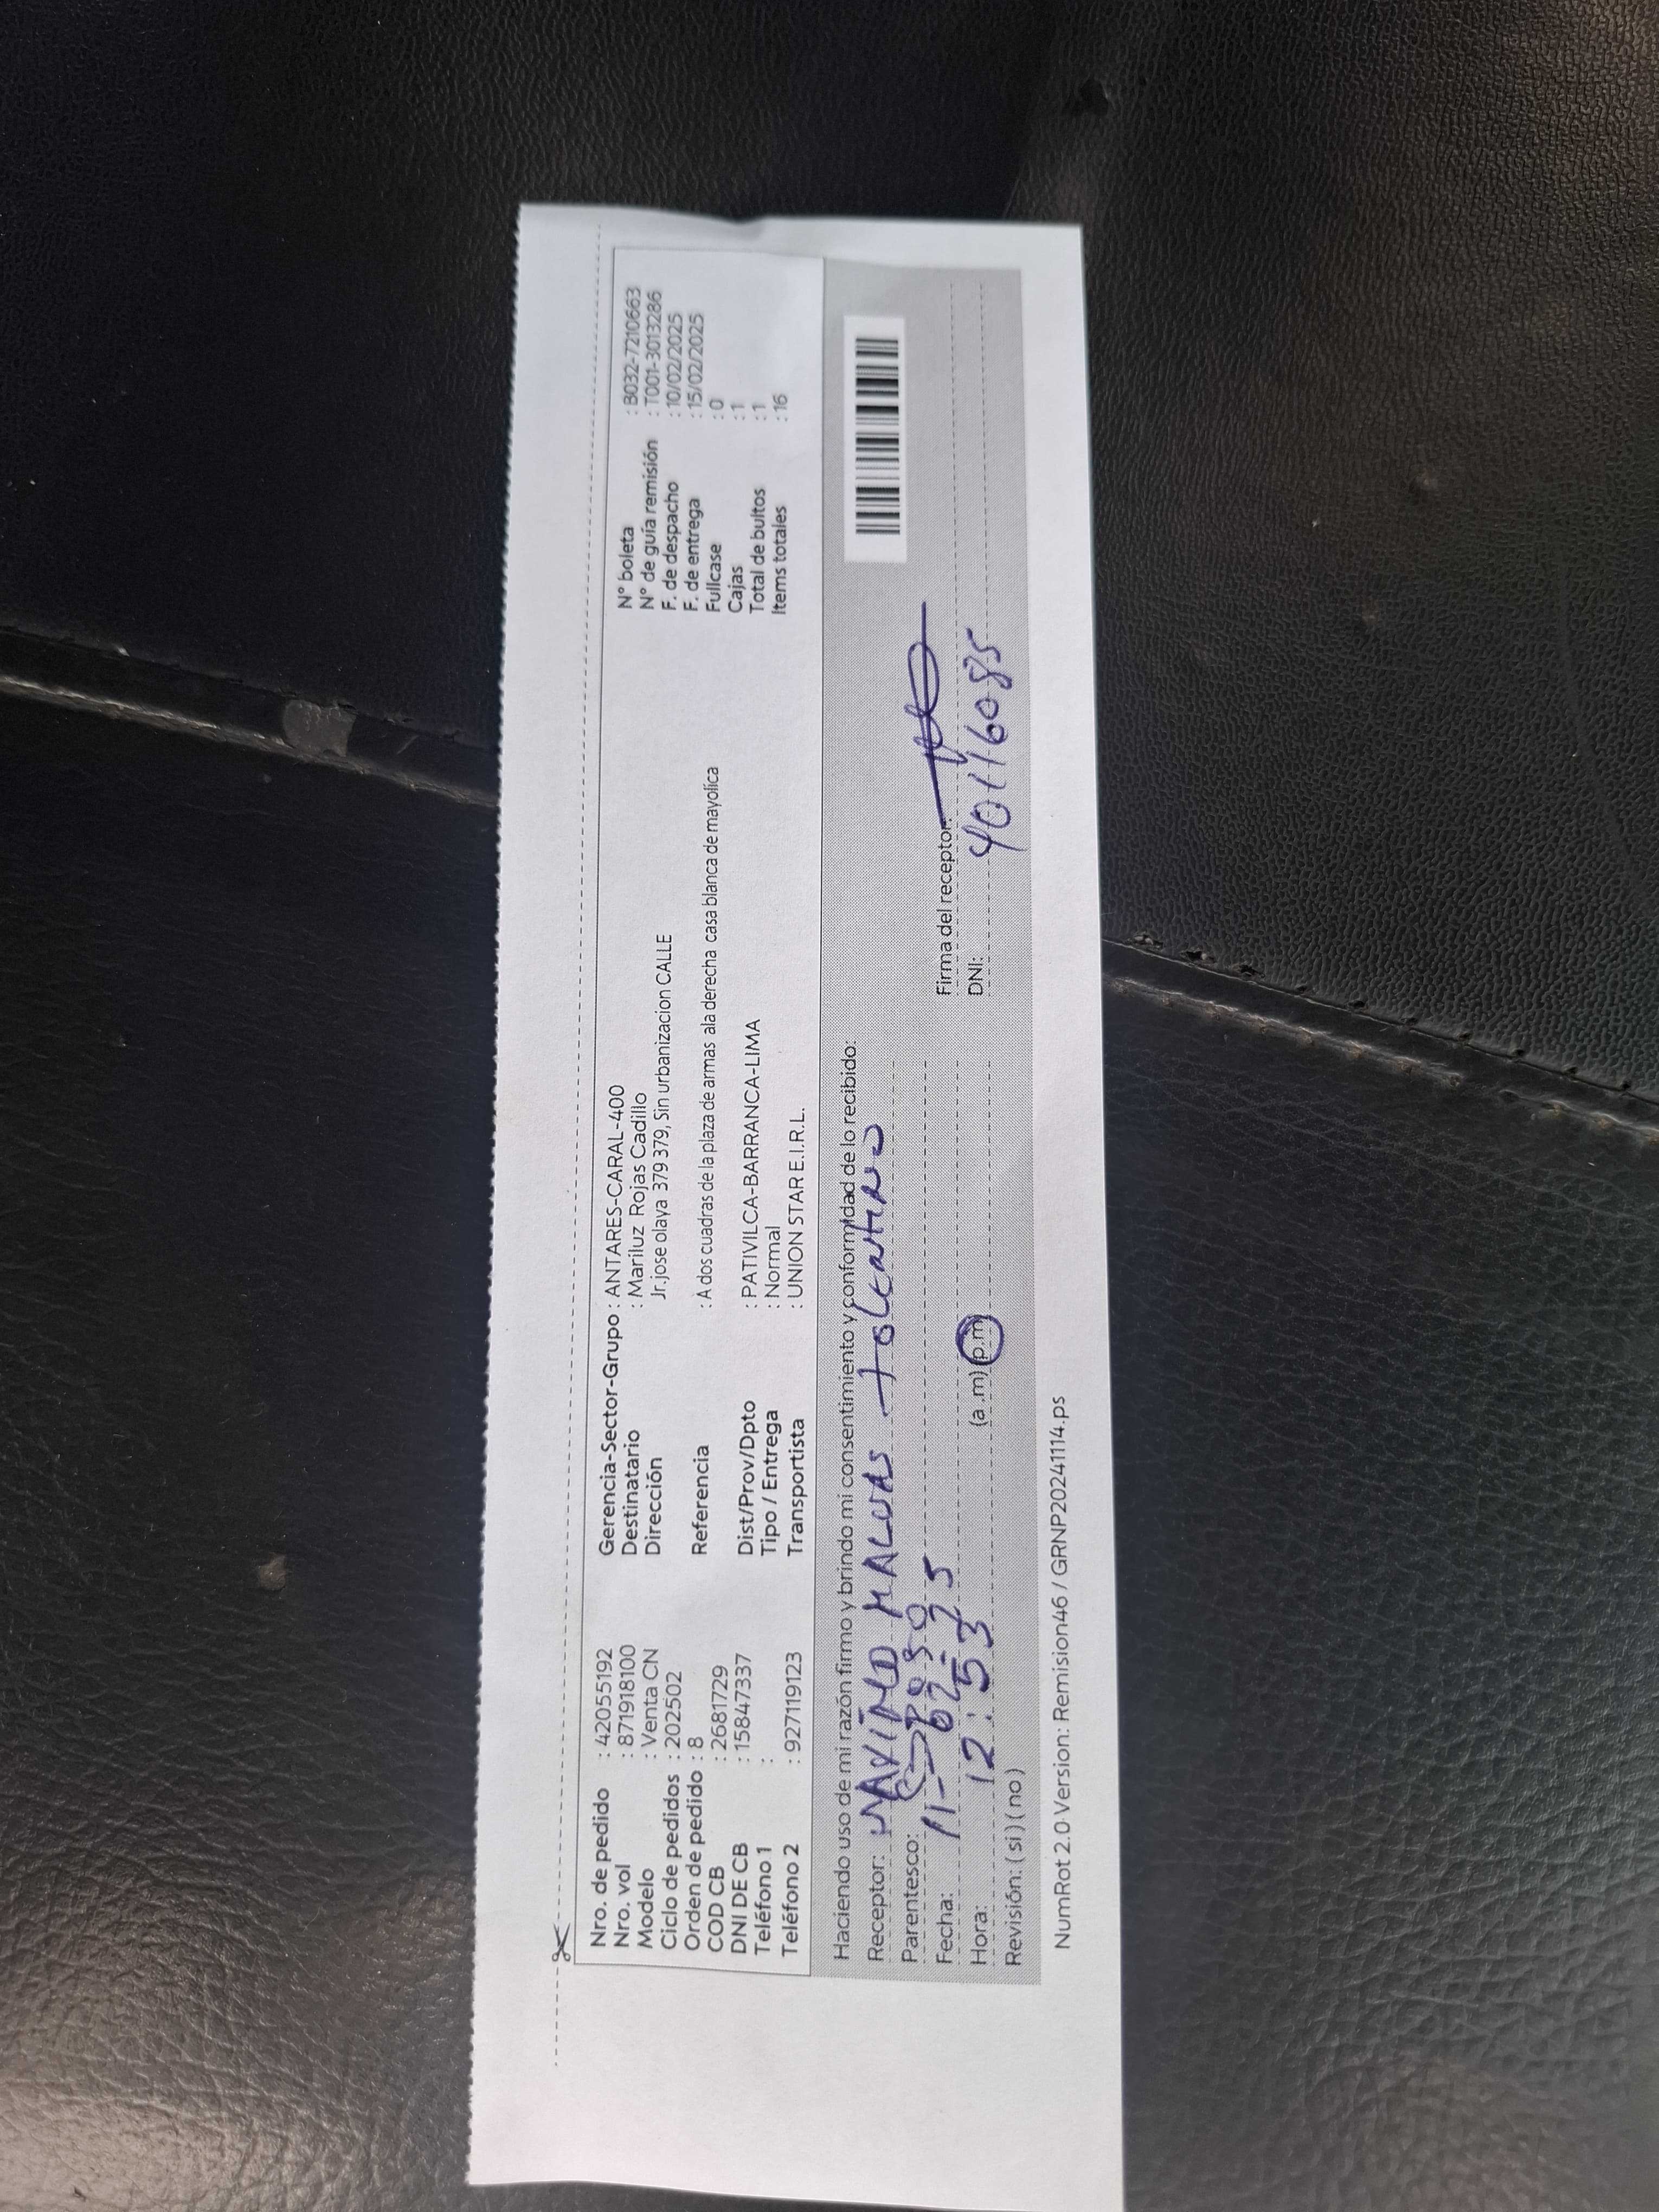 Nro. de pedido : 42055192
Nro. vol : 8719181OO
Modelo : Venta CN
Ciclo de pedidos : 202502
Orden de pedido : 8
COD CB : 2681729
DNI DE CB : 15847337
Teléfono 1 :
Teléfono 2 : 927119123
Gerencia-Sector-Grupo : ANTARES-CARAL-400
Destinatario : Mariluz Rojas Cadillo
Dirección Jr.jose olaya 379 379, Sin urbanizacion CALLE
Referencia : A dos cuadras de la plaza de armas ala derecha casa blanca de mayolica
Dist/Prov/Dpto : PATIVILCA-BARRANCA-LIMA
Tipo / Entrega : Normal
Transportista : UNION STAR E.I.R.L.
N° boleta : B032-7210663
N° de guía remisión : T001-3013286
F. de despacho : 10/02/2025
F. de entrega : 15/02/2025
Fullcase : 0
Cajas : 1
Total de bultos : 1
Items totales : 16
Haciendo uso de mi razón firmo y brindo mi consentimiento y conformidad de lo recibido:
Receptor: MAXIMO MALVAS tolentino
Parentesco: ESPOSO
Fecha: 11-02-25
Hora: 12:53 (a .m) (p.m)
Revisión: ( si ) ( no )
Firma del receptor:
DNI: 40116085
NumRot 2.0 Version: Remision46 / GRNP20241114.ps